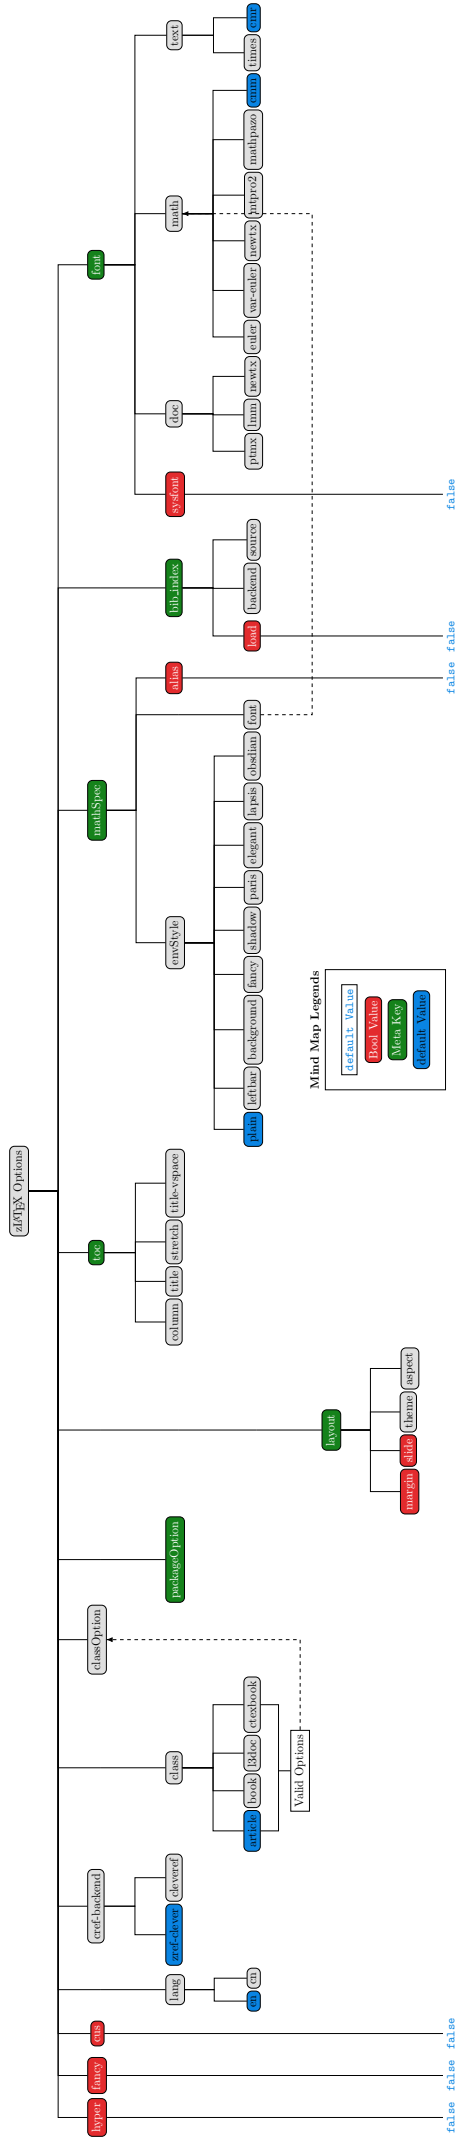 zLATEX Options
hyper
fancy
cus
lang
cref-backend
class
classOption
packageOption
layout
toc
mathSpec
bib_index
font
en
cn
zref-clever
cleveref
article
book
l3doc
ctexbook
Valid Options
margin
slide
theme
aspect
column
title
stretch
title-vspace
envStyle
font
alias
plain
leftbar
background
fancy
shadow
paris
elegant
lapsis
obsdian
load
backend
source
sysfont
doc
math
text
ptmx
lmm
newtx
euler
var-euler
newtx
mtpro2
mathpazo
cmm
times
cmr
false
false
false
false
false
false
Mind Map Legends
default Value
Bool Value
Meta Key
default Value